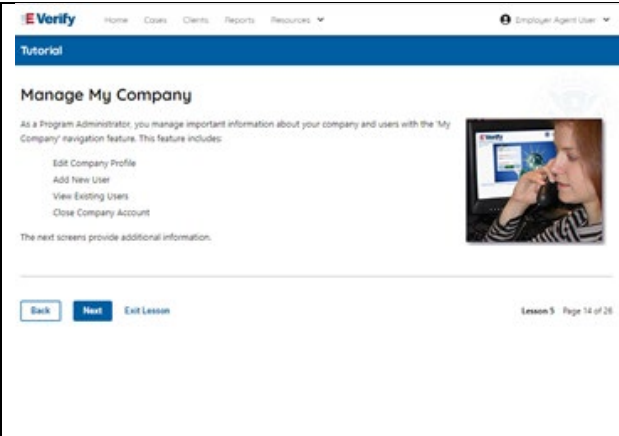 E-Verify Home Cases Clients Reports Resources Employer Agent User
Tutorial
Manage My Company
As a Program Administrator, you manage important information about your company and users with the 'My
Company' navigation feature. This feature includes:
Edit Company Profile
Add New User
View Existing Users
Close Company Account
The next screens provide additional information.
Back Next Exit Lesson Lesson 5 Page 14 of 26